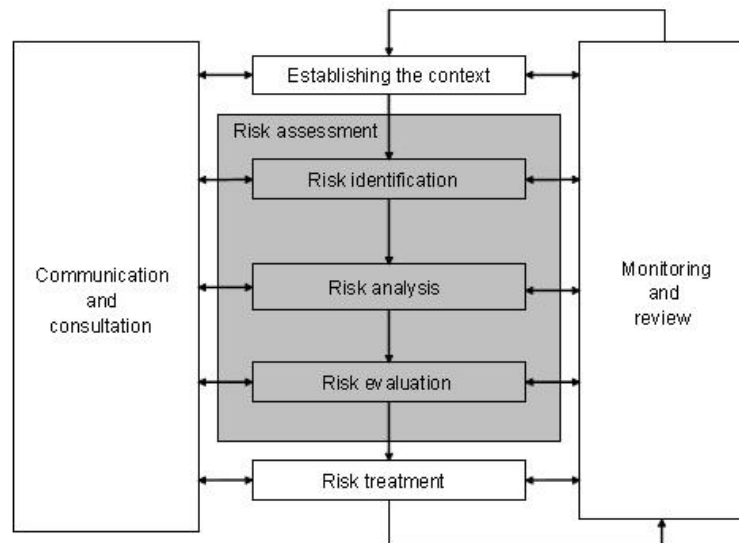 Establishing the context
Risk assessment
Risk identification
Communication
and
consultation
Risk analysis
Monitoring
and
review
Risk evaluation
Risk treatment